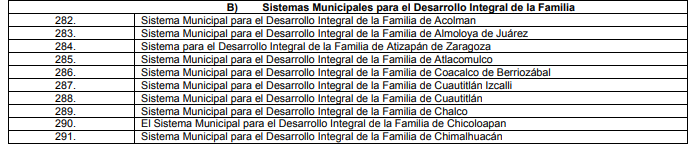 B) Sistemas Municipales para el Desarrollo Integral de la Familia
282. Sistema Municipal para el Desarrollo Integral de la Familia de Acolman
283. Sistema Municipal para el Desarrollo Integral de la Familia de Almoloya de Juárez
284. Sistema para el Desarrollo Integral de la Familia de Atizapán de Zaragoza
285. Sistema Municipal para el Desarrollo Integral de la Familia de Atlacomulco
286. Sistema Municipal para el Desarrollo Integral de la Familia de Coacalco de Berriozábal
287. Sistema Municipal para el Desarrollo Integral de la Familia de Cuautitlán Izcalli
288. Sistema Municipal para el Desarrollo Integral de la Familia de Cuautitlán
289. Sistema Municipal para el Desarrollo Integral de la Familia de Chalco
290. El Sistema Municipal para el Desarrollo Integral de la Familia de Chicoloapan
291. Sistema Municipal para el Desarrollo Integral de la Familia de Chimalhuacán